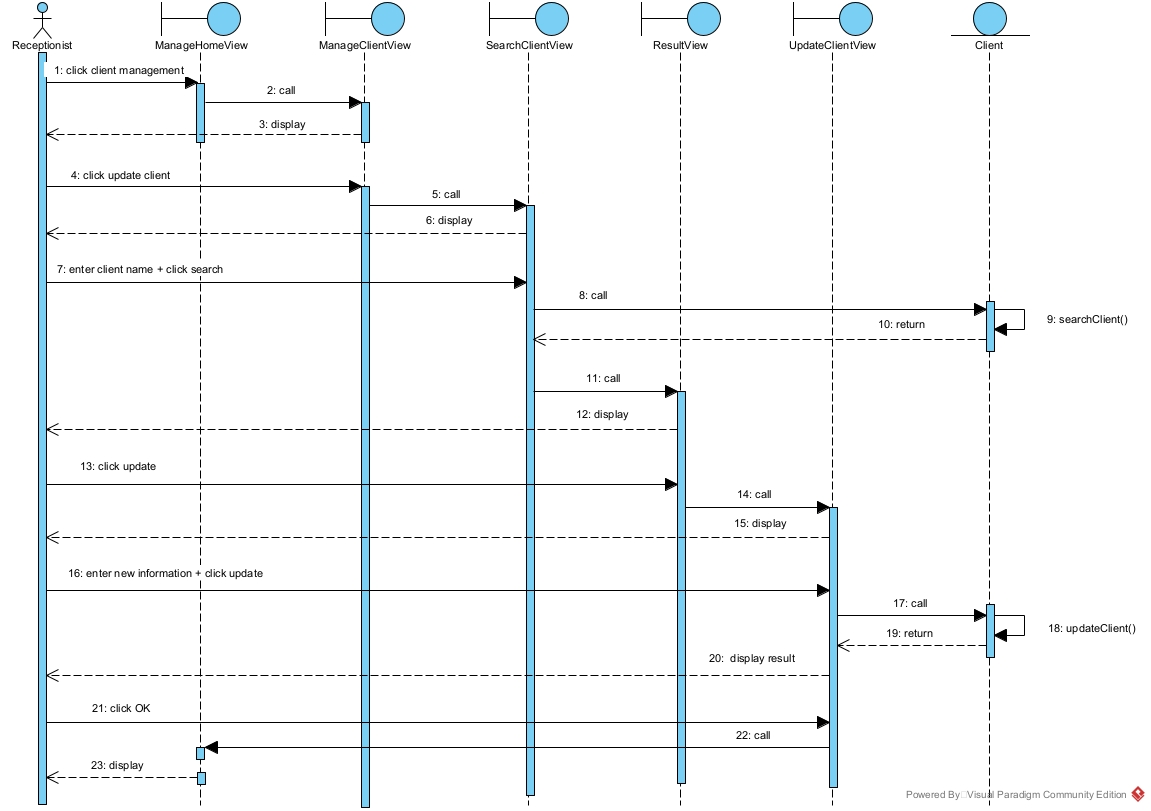 Receptionist
ManageHomeView
ManageClientView
SearchClientView
ResultView
UpdateClientView
Client
1: click client management
2: call
3: display
4: click update client
5: call
6: display
7: enter client name + click search
8: call
9: searchClient()
10: return
11: call
12: display
13: click update
14: call
15: display
16: enter new information + click update
17: call
18: updateClient()
19: return
20: display result
21: click OK
22: call
23: display
Powered By Visual Paradigm Community Edition